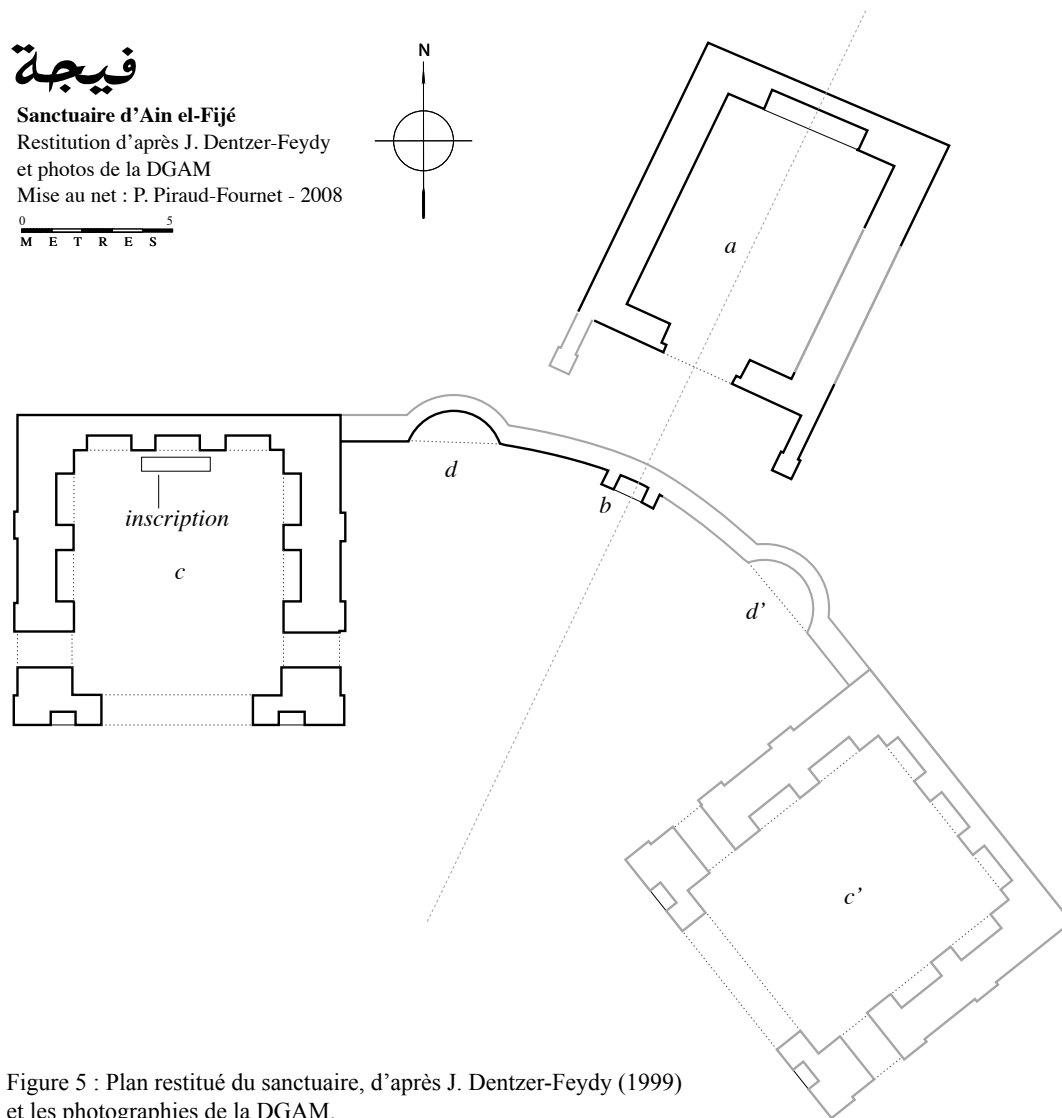 فيجة
Sanctuaire d’Ain el-Fijé
Restitution d’après J. Dentzer-Feydy
et photos de la DGAM
Mise au net : P. Piraud-Fournet - 2008
0 5
M E T R E S
N
a
d
b
inscription
c
d’
c’
Figure 5 : Plan restitué du sanctuaire, d’après J. Dentzer-Feydy (1999)
et les photographies de la DGAM.